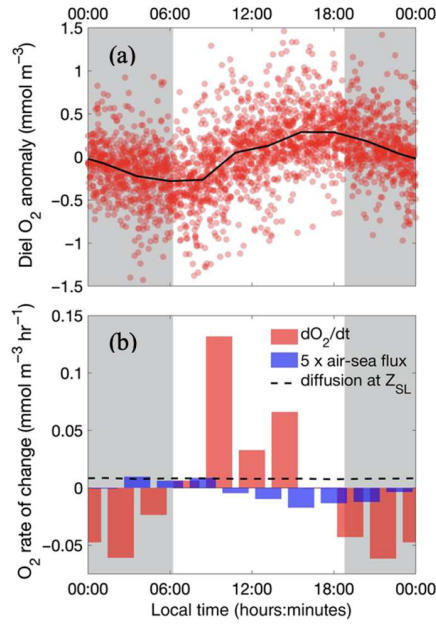 00:00 06:00 12:00 18:00 00:00
1.5
(a)
1
0.5
0
-0.5
-1
-1.5
Diel O2 anomaly (mmol m−3)
0.15
(b)
dO2/dt
5 x air-sea flux
diffusion at ZSL
0.1
0.05
0
-0.05
O2 rate of change (mmol m−3 hr−1)
00:00 06:00 12:00 18:00 00:00
Local time (hours:minutes)